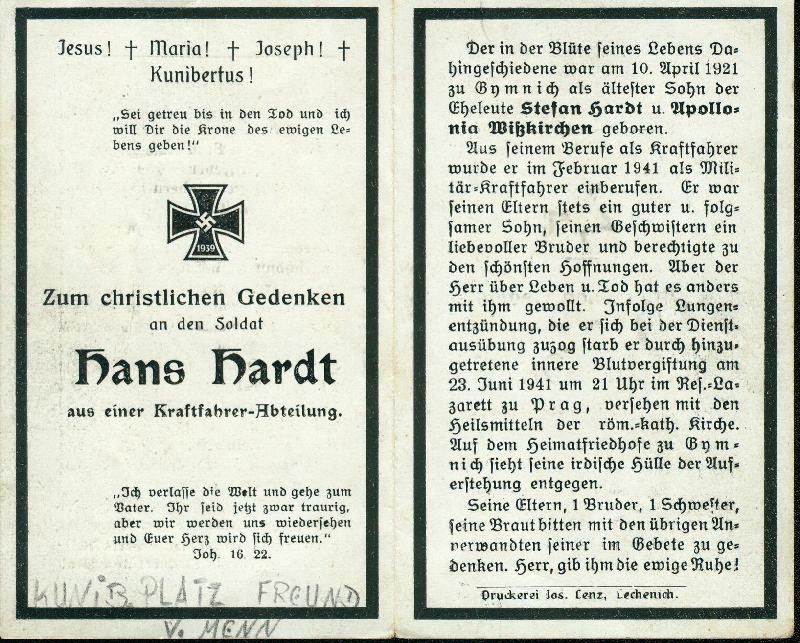 Jesus! † Maria! † Joseph! †
Kunibertus!
„Sei getreu bis in den Tod und ich
will Dir die Krone des ewigen Le-
bens geben!"
1939
Zum christlichen Gedenken
an den Soldat
Hans Hardt
aus einer Kraftfahrer-Abteilung.
„Ich verlasse die Welt und gehe zum
Vater. Ihr seid jetzt zwar traurig,
aber wir werden uns wiedersehen
und Euer Herz wird sich freuen."
Joh. 16. 22.
KUNIB. PLATZ FREUND
V. MENN
Der in der Blüte seines Lebens Da-
hingeschiedene war am 10. April 1921
zu Gymnich als ältester Sohn der
Eheleute Stefan Hardt u. Apollo-
nia Wißkirchen geboren.
Aus seinem Berufe als Kraftfahrer
wurde er im Februar 1941 als Mili-
tär-Kraftfahrer einberufen. Er war
seinen Eltern stets ein guter u. folg-
samer Sohn, seinen Geschwistern ein
liebevoller Bruder und berechtigte zu
den schönsten Hoffnungen. Aber der
Herr über Leben u. Tod hat es anders
mit ihm gewollt. Infolge Lungen-
entzündung, die er sich bei der Dienst-
ausübung zuzog starb er durch hinzu-
getretene innere Blutvergiftung am
23. Juni 1941 um 21 Uhr im Res.-La-
zarett zu Prag, versehen mit den
Heilsmitteln der röm.-kath. Kirche.
Auf dem Heimatfriedhofe zu Gym-
nich sieht seine irdische Hülle der Auf-
erstehung entgegen.
Seine Eltern, 1 Bruder, 1 Schwester,
seine Braut bitten mit den übrigen An-
verwandten seiner im Gebete zu ge-
denken. Herr, gib ihm die ewige Ruhe!
Druckerei Jos. Lenz, Lechenich.